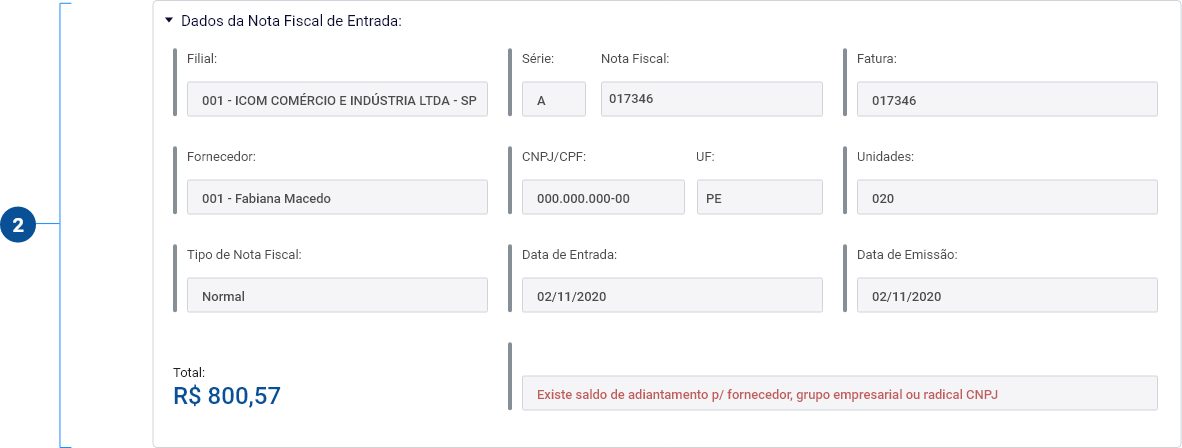 Dados da Nota Fiscal de Entrada:
Filial: Série: Nota Fiscal: Fatura:
001 - ICOM COMÉRCIO E INDÚSTRIA LTDA - SP A 017346 017346
Fornecedor: CNPJ/CPF: UF: Unidades:
001 - Fabiana Macedo 000.000.000-00 PE 020
2
Tipo de Nota Fiscal: Data de Entrada: Data de Emissão:
Normal 02/11/2020 02/11/2020
Total:
R$ 800,57
Existe saldo de adiantamento p/ fornecedor, grupo empresarial ou radical CNPJ